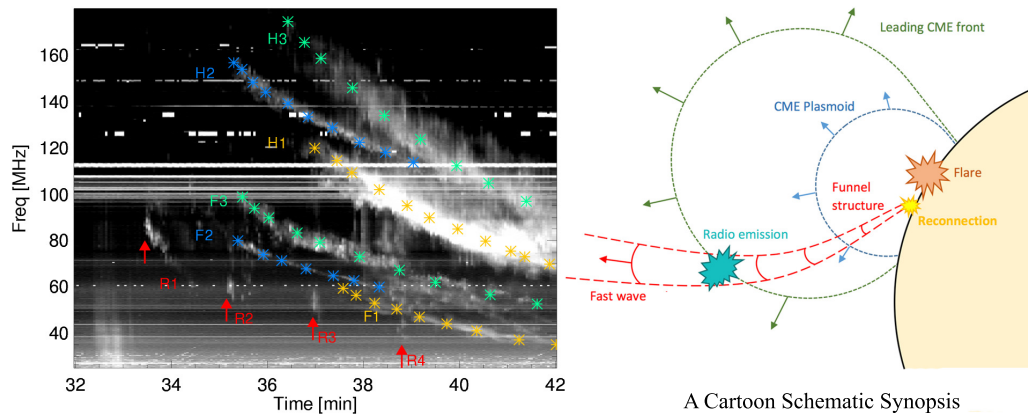 H3
160
H2
140
H1
120
Freq [MHz]
100
F3
80
F2
R1
60
R2
R3
F1
40
R4
32
34
36
38
40
42
Time [min]
Leading CME front
CME Plasmoid
Flare
Funnel
structure
Reconnection
Radio emission
Fast wave
A Cartoon Schematic Synopsis